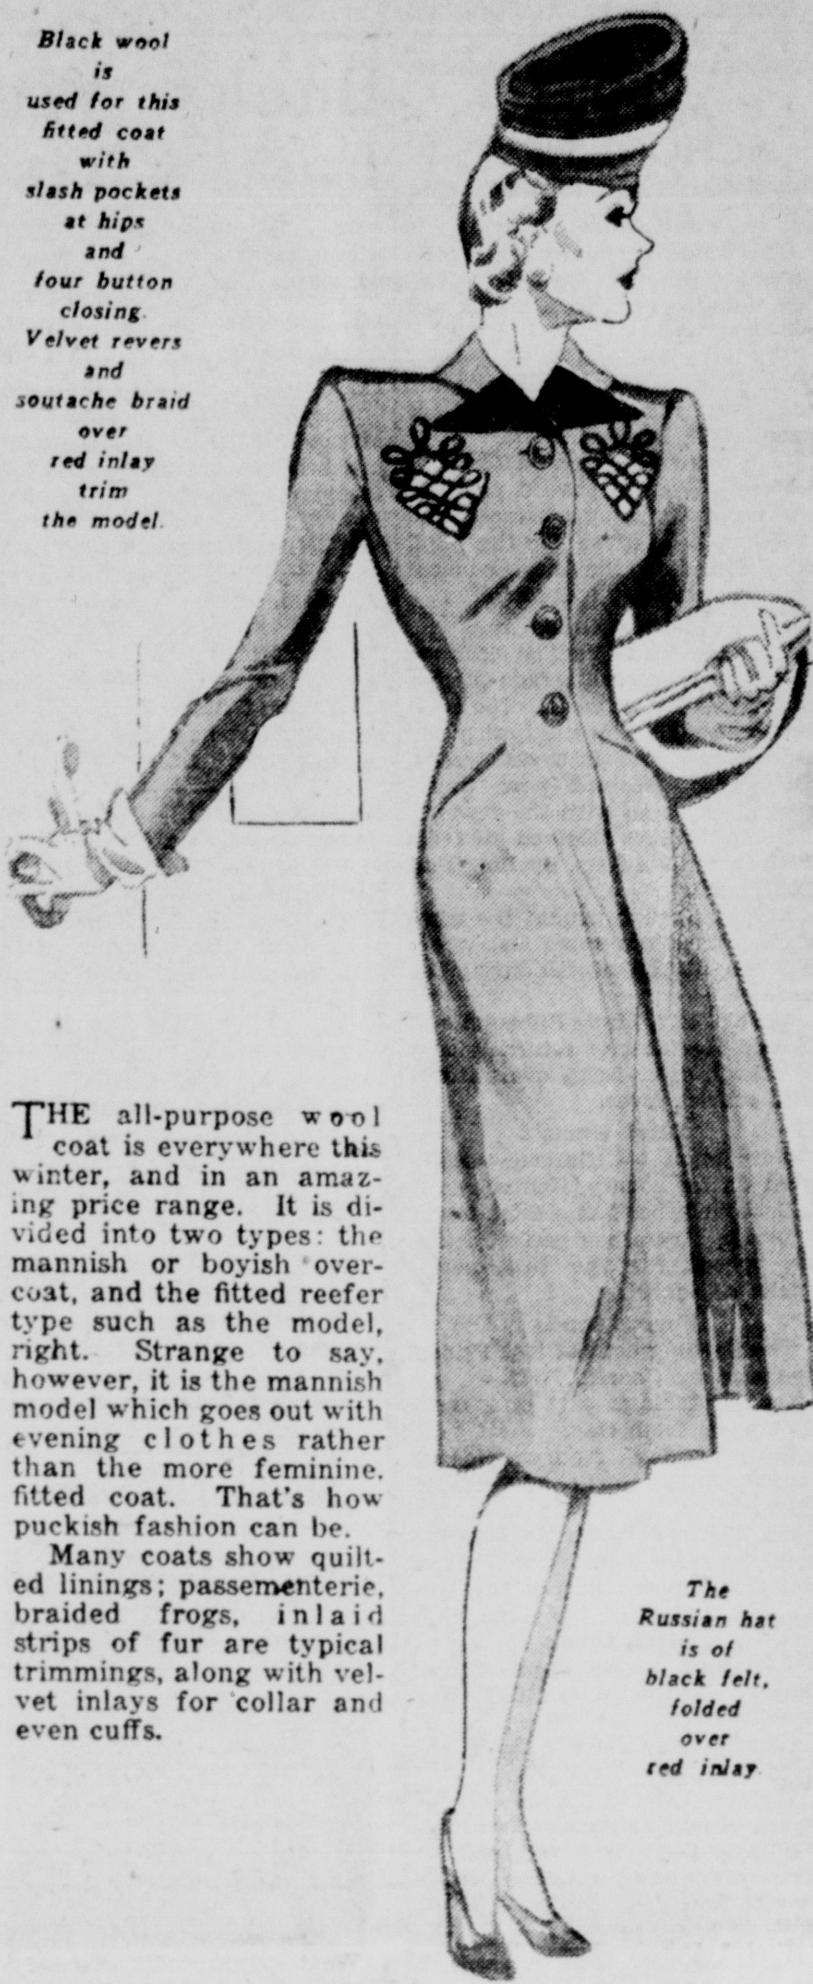 Black wool
is
used for this
fitted coat
with
slash pockets
at hips
and
four button
closing.
Velvet revers
and
soutache braid
over
red inlay
trim
the model.
THE all-purpose wool
coat is everywhere this
winter, and in an amaz-
ing price range. It is di-
vided into two types: the
mannish or boyish over-
coat, and the fitted reefer
type such as the model,
right. Strange to say,
however, it is the mannish
model which goes out with
evening clothes rather
than the more feminine,
fitted coat. That's how
puckish fashion can be.
Many coats show quilt-
ed linings; passementerie,
braided frogs, inlaid
strips of fur are typical
trimmings, along with vel-
vet inlays for collar and
even cuffs.
The
Russian hat
is of
black felt,
folded
over
red inlay